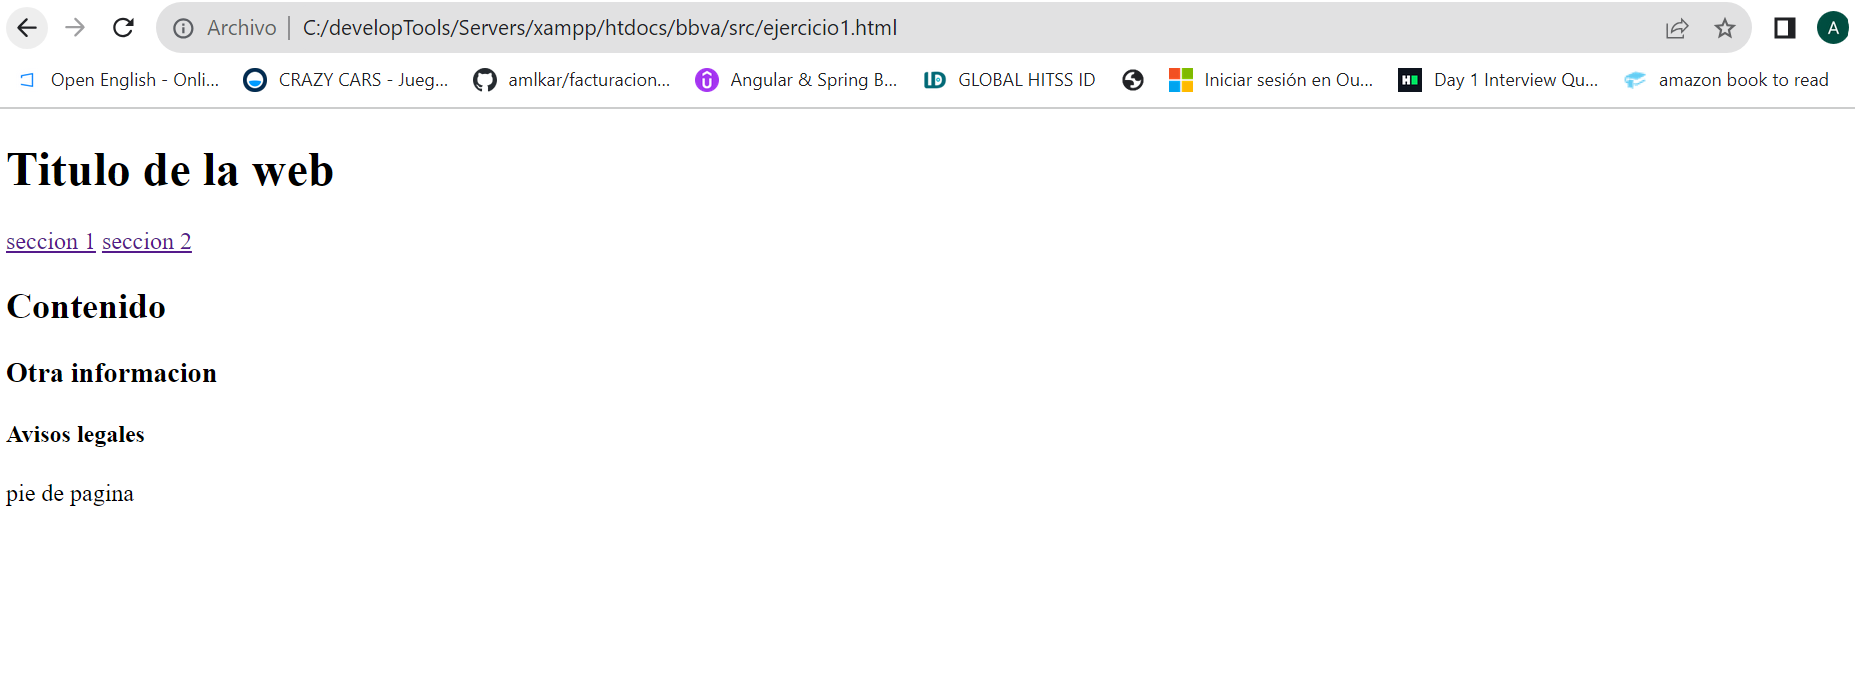 Archivo | C:/developTools/Servers/xampp/htdocs/bbva/src/ejercicio1.html
A
Open English - Onli... CRAZY CARS - Jueg... amlkar/facturacion... Angular & Spring B... ID GLOBAL HITSS ID Iniciar sesión en Ou... H Day 1 Interview Qu... amazon book to read
Titulo de la web
seccion 1 seccion 2
Contenido
Otra informacion
Avisos legales
pie de pagina